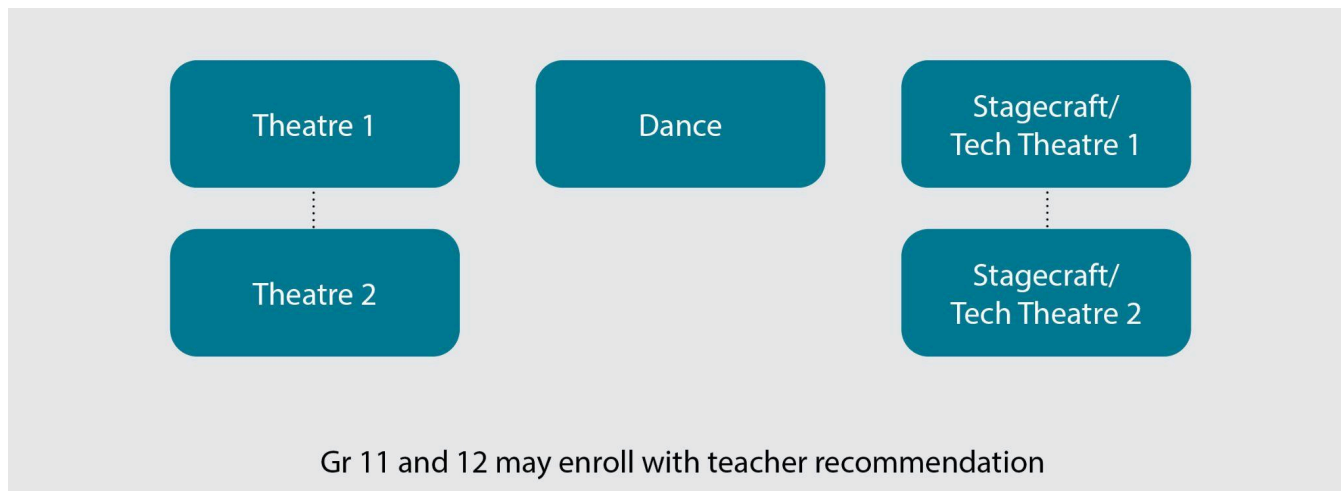 Theatre 1
Dance
Stagecraft/
Tech Theatre 1
Theatre 2
Stagecraft/
Tech Theatre 2
Gr 11 and 12 may enroll with teacher recommendation